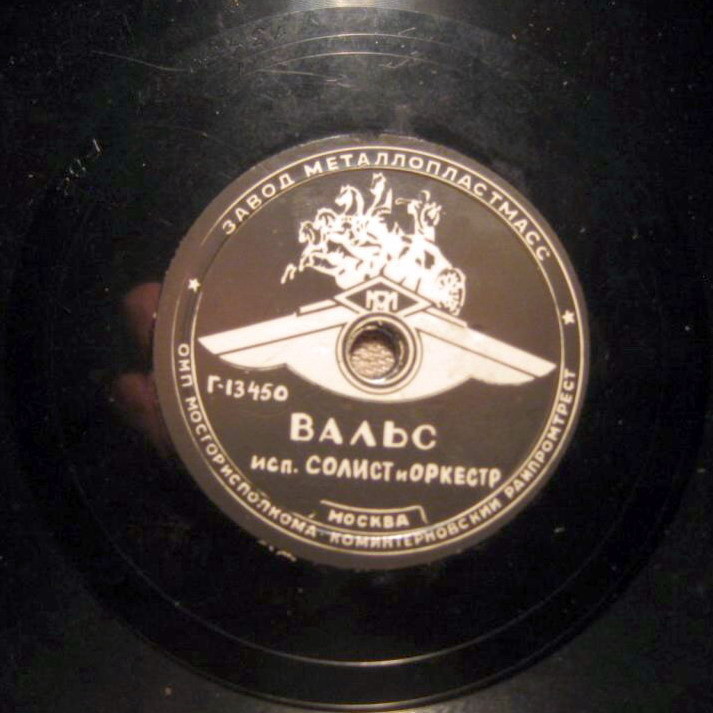 ЗАВОД МЕТАЛЛОПЛАСТМАСС
Г-13450
ВАЛЬС
исп. СОЛИСТ и ОРКЕСТР
МОСКВА
ОМП МОСГОРИСПОЛКОМА КОМИНТЕРНОВСКИЙ РАЙПРОМТРЕСТ